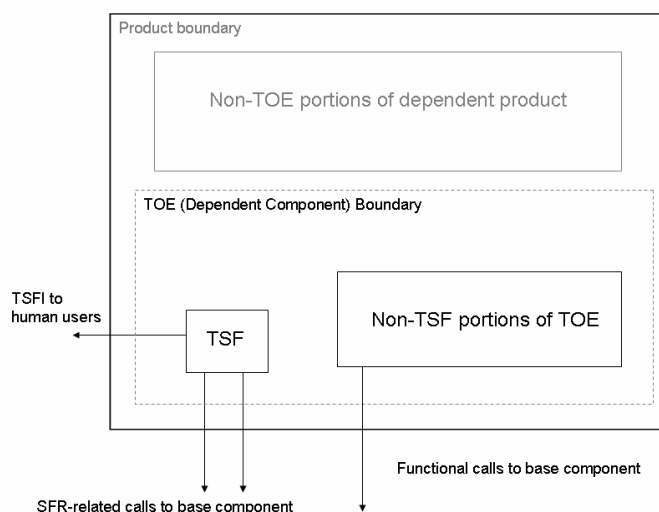 Product boundary
Non-TOE portions of dependent product
TOE (Dependent Component) Boundary
TSFI to
human users
TSF
Non-TSF portions of TOE
Functional calls to base component
SFR-related calls to base component